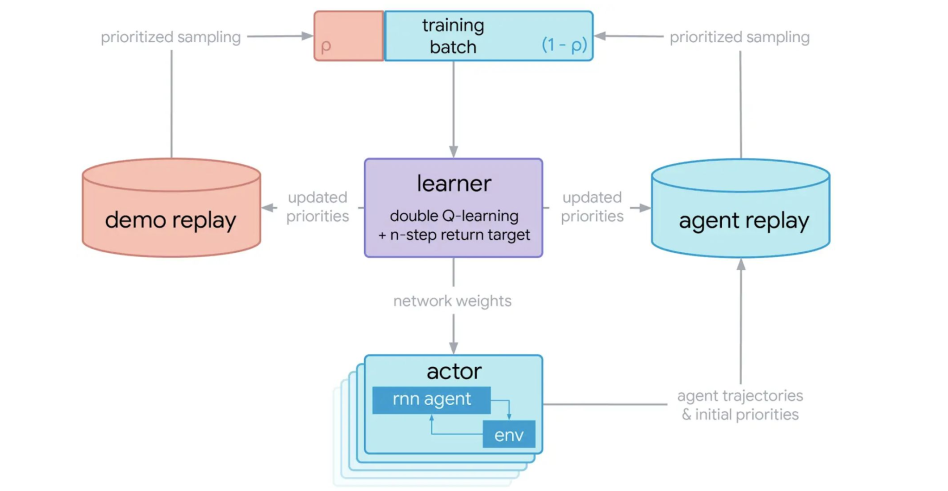 training
batch
prioritized sampling
ρ
(1 - ρ)
prioritized sampling
learner
double Q-learning
+ n-step return target
demo replay
updated
priorities
updated
priorities
agent replay
network weights
actor
rnn agent
env
agent trajectories
& initial priorities